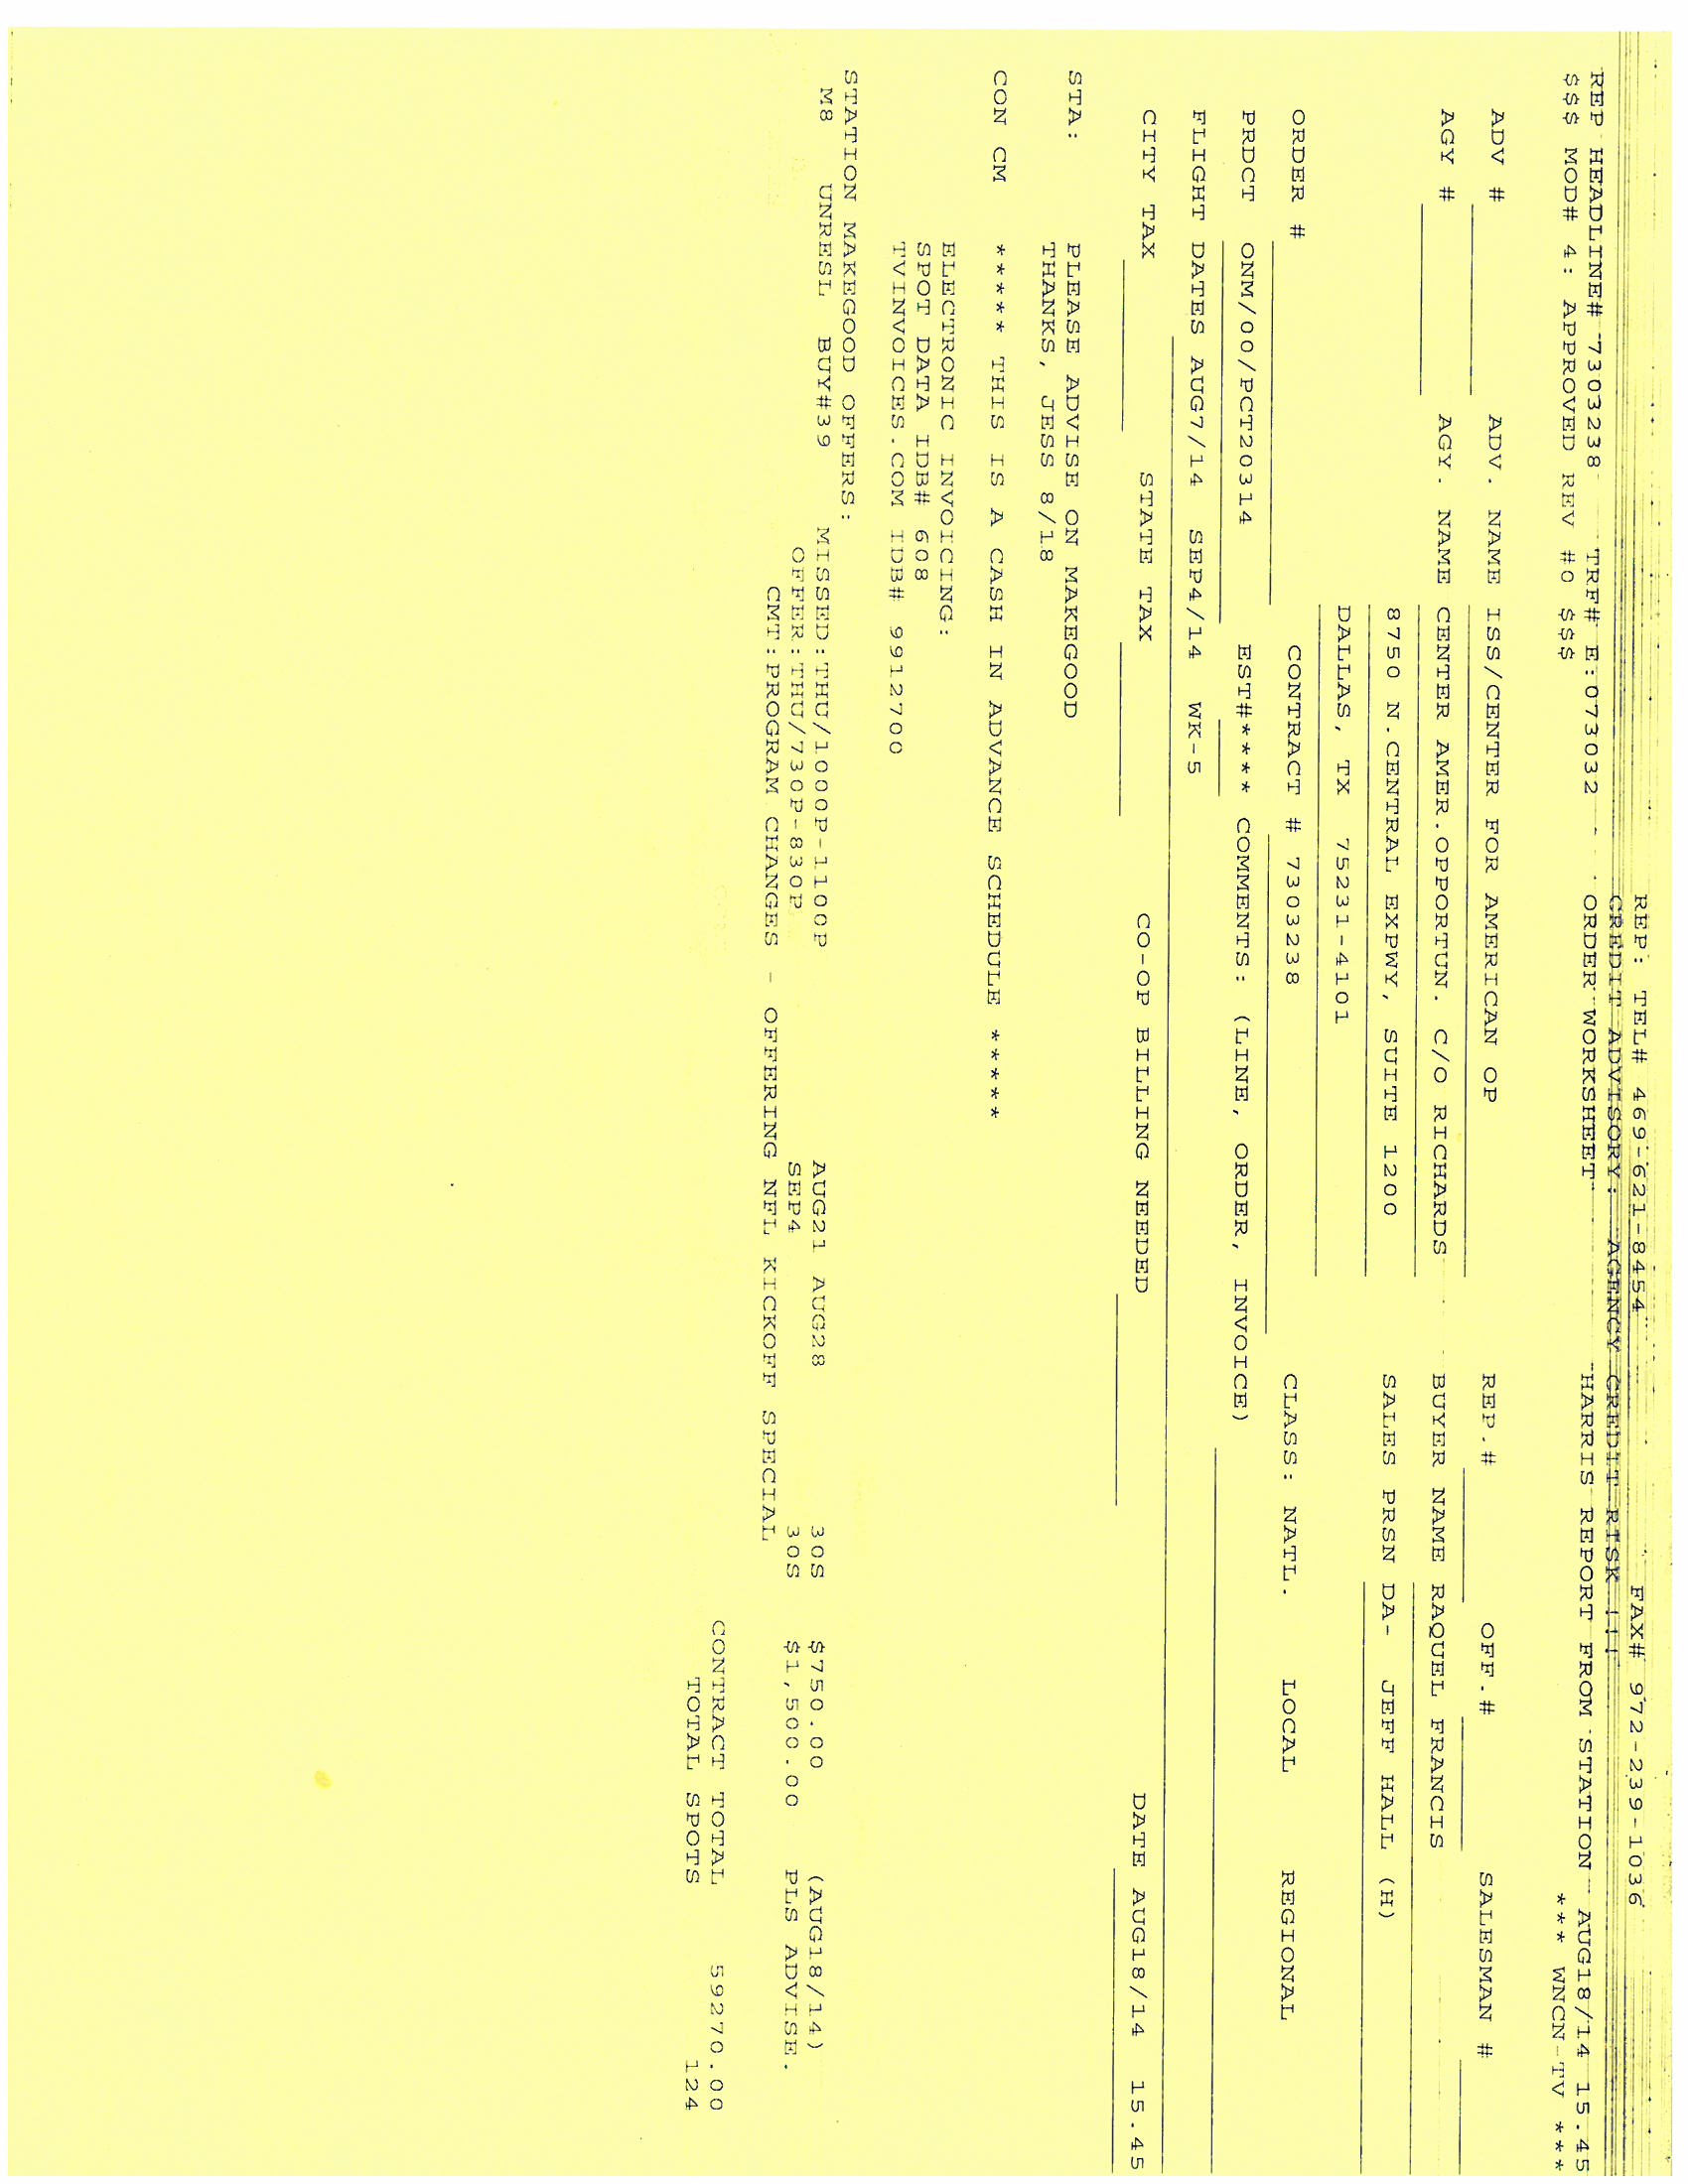 REP: TEL# 469-621-8454 FAX# 972-239-1036
CREDIT ADVISORY: AGENCY CREDIT RISK !!!
REP HEADLINE# 7303238 TRF# E:073032 ORDER WORKSHEET HARRIS REPORT FROM STATION AUG18/14 15.45
$$$ MOD# 4: APPROVED REV #0 $$$ *** WNCN-TV ***
ADV # ADV. NAME ISS/CENTER FOR AMERICAN OP REP.# OFF.# SALESMAN #
AGY # AGY. NAME CENTER AMER.OPPORTUN. C/O RICHARDS BUYER NAME RAQUEL FRANCIS
8750 N.CENTRAL EXPWY, SUITE 1200 SALES PRSN DA- JEFF HALL (H)
DALLAS, TX 75231-4101
ORDER # CONTRACT # 7303238 CLASS: NATL. LOCAL REGIONAL
PRDCT ONM/00/PCT20314 EST#**** COMMENTS: (LINE, ORDER, INVOICE)
FLIGHT DATES AUG7/14 SEP4/14 WK-5
CITY TAX STATE TAX CO-OP BILLING NEEDED DATE AUG18/14 15.45
STA: PLEASE ADVISE ON MAKEGOOD
THANKS, JESS 8/18
CON CM ***** THIS IS A CASH IN ADVANCE SCHEDULE *****
ELECTRONIC INVOICING:
SPOT DATA IDB# 608
TVINVOICES.COM IDB# 9912700
STATION MAKEGOOD OFFERS:
M8 UNRESL BUY#39 MISSED:THU/1000P-1100P AUG21 AUG28 30S $750.00 (AUG18/14)
OFFER:THU/730P-830P SEP4 30S $1,500.00 PLS ADVISE.
CMT:PROGRAM CHANGES - OFFERING NFL KICKOFF SPECIAL
CONTRACT TOTAL 59270.00
TOTAL SPOTS 124